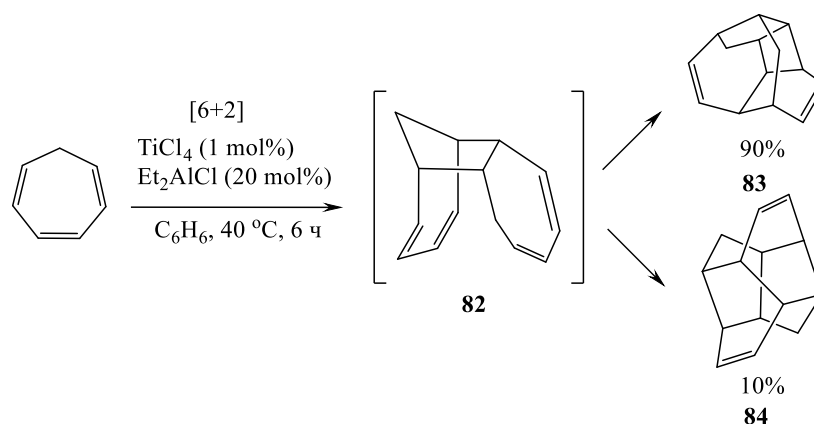 [6+2]
TiCl4 (1 mol%)
Et2AlCl (20 mol%)
C6H6, 40 °C, 6 ч
82
90%
83
10%
84